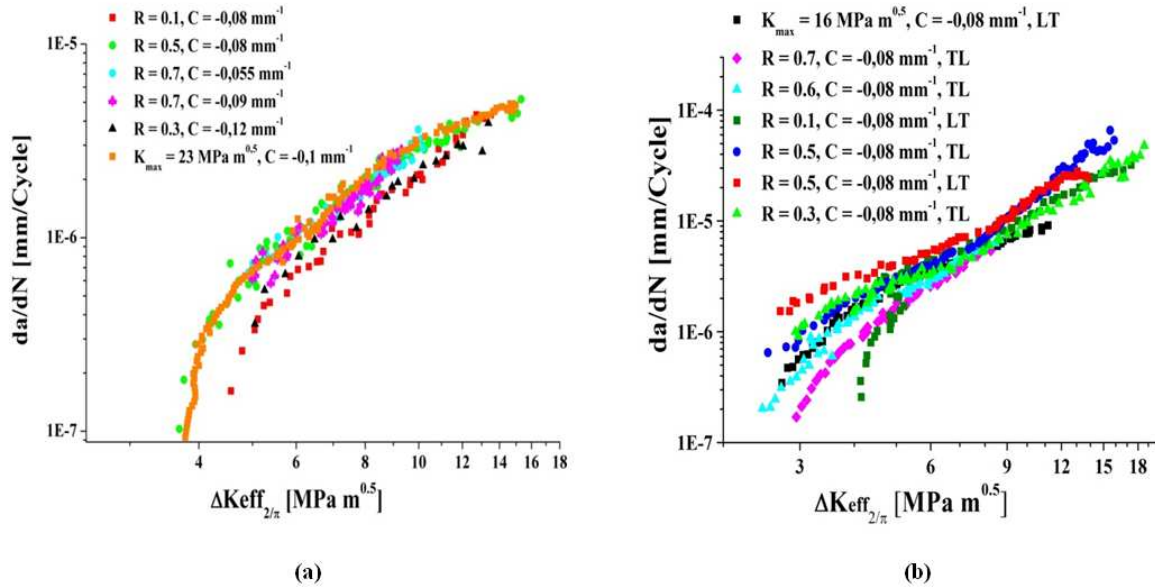 R = 0.1, C = -0,08 mm⁻¹
R = 0.5, C = -0,08 mm⁻¹
R = 0.7, C = -0,055 mm⁻¹
R = 0.7, C = -0,09 mm⁻¹
R = 0.3, C = -0,12 mm⁻¹
Kmax = 23 MPa m^0.5, C = -0,1 mm⁻¹
1E-5
1E-6
1E-7
da/dN [mm/Cycle]
4 6 8 10 12 14 16 18
ΔKeff2/π [MPa m^0.5]
(a)
Kmax = 16 MPa m^0.5, C = -0,08 mm⁻¹, LT
R = 0.7, C = -0,08 mm⁻¹, TL
R = 0.6, C = -0,08 mm⁻¹, TL
R = 0.1, C = -0,08 mm⁻¹, LT
R = 0.5, C = -0,08 mm⁻¹, TL
R = 0.5, C = -0,08 mm⁻¹, LT
R = 0.3, C = -0,08 mm⁻¹, TL
1E-4
1E-5
1E-6
1E-7
da/dN [mm/Cycle]
3 6 9 12 15 18
ΔKeff2/π [MPa m^0.5]
(b)